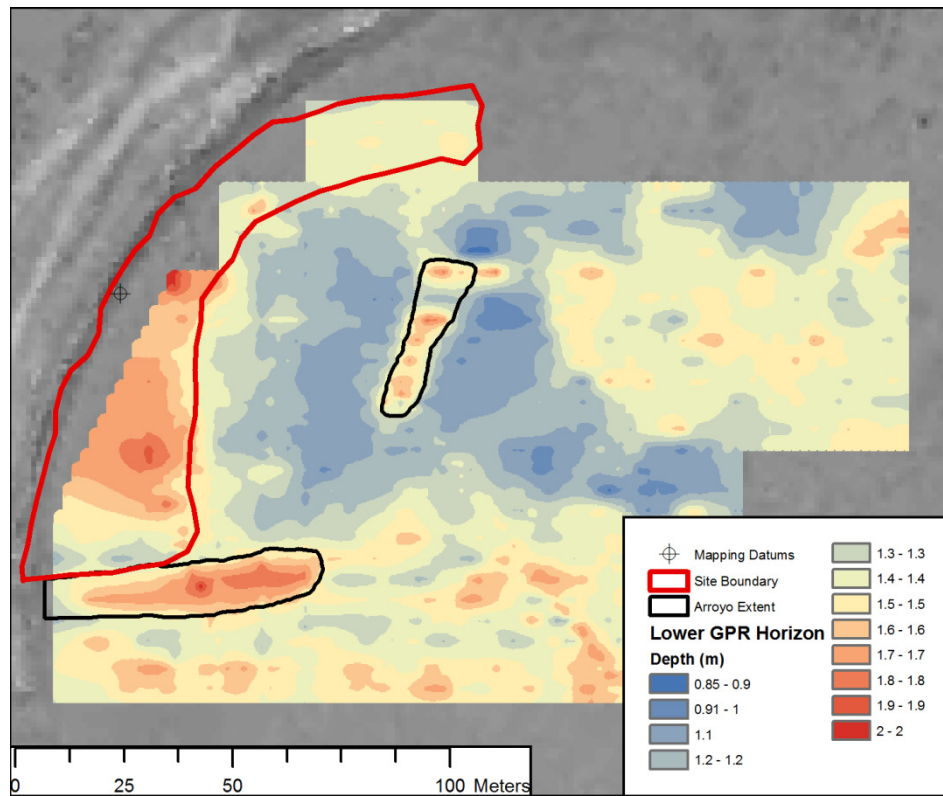 Mapping Datums
Site Boundary
Arroyo Extent
Lower GPR Horizon
Depth (m)
0.85 - 0.9
0.91 - 1
1.1
1.2 - 1.2
1.3 - 1.3
1.4 - 1.4
1.5 - 1.5
1.6 - 1.6
1.7 - 1.7
1.8 - 1.8
1.9 - 1.9
2 - 2
0 25 50 100 Meters